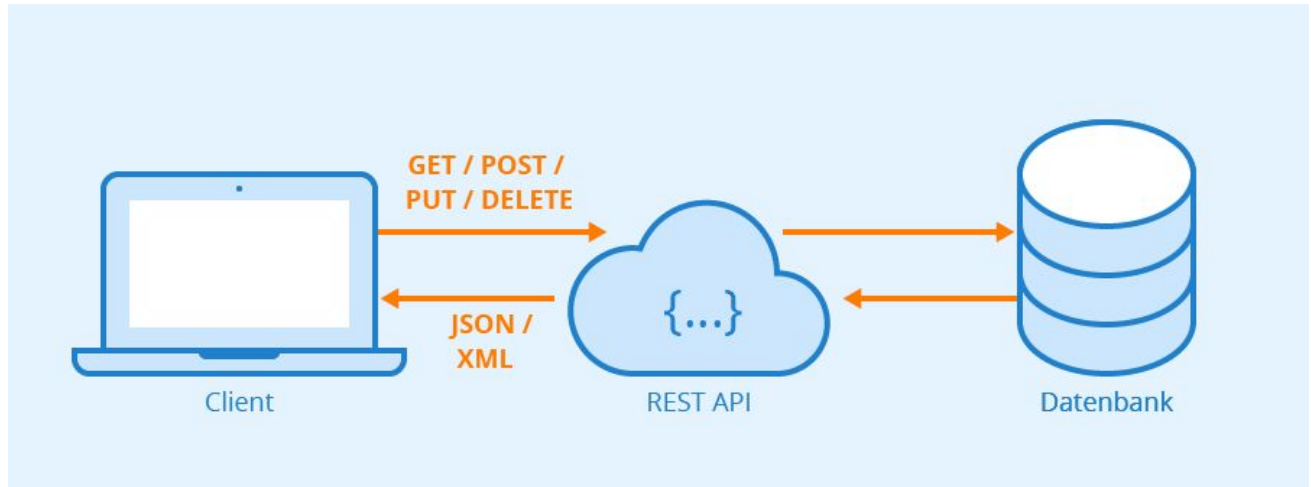 GET / POST /
PUT / DELETE
{...}
JSON /
XML
Client
REST API
Datenbank